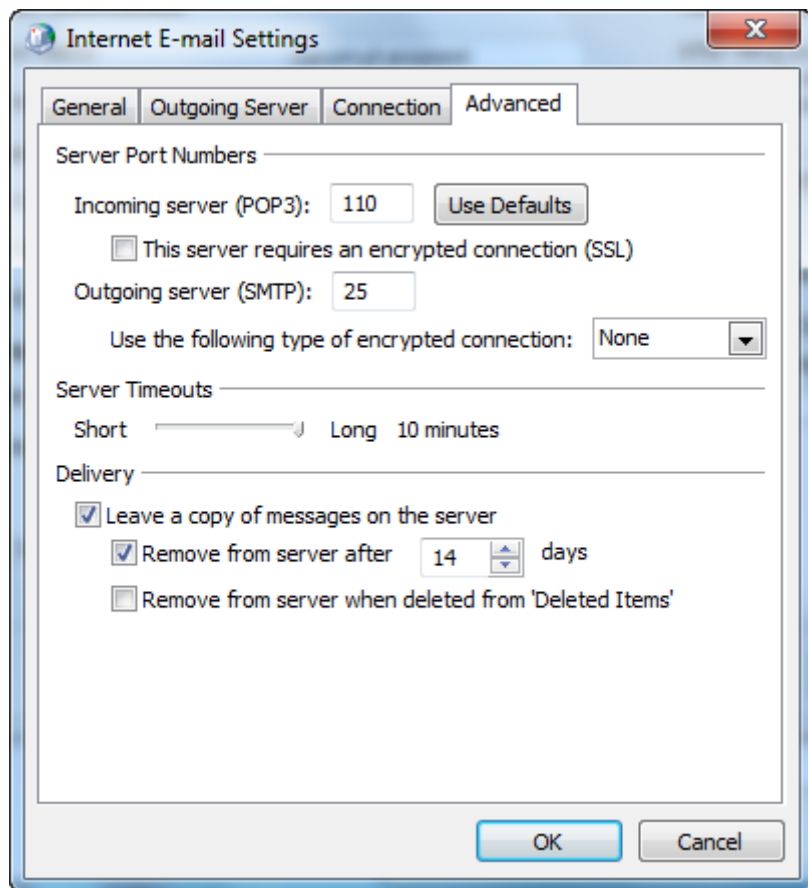 Internet E-mail Settings
General Outgoing Server Connection Advanced
Server Port Numbers
Incoming server (POP3): 110 Use Defaults
This server requires an encrypted connection (SSL)
Outgoing server (SMTP): 25
Use the following type of encrypted connection: None
Server Timeouts
Short Long 10 minutes
Delivery
Leave a copy of messages on the server
Remove from server after 14 days
Remove from server when deleted from 'Deleted Items'
OK Cancel